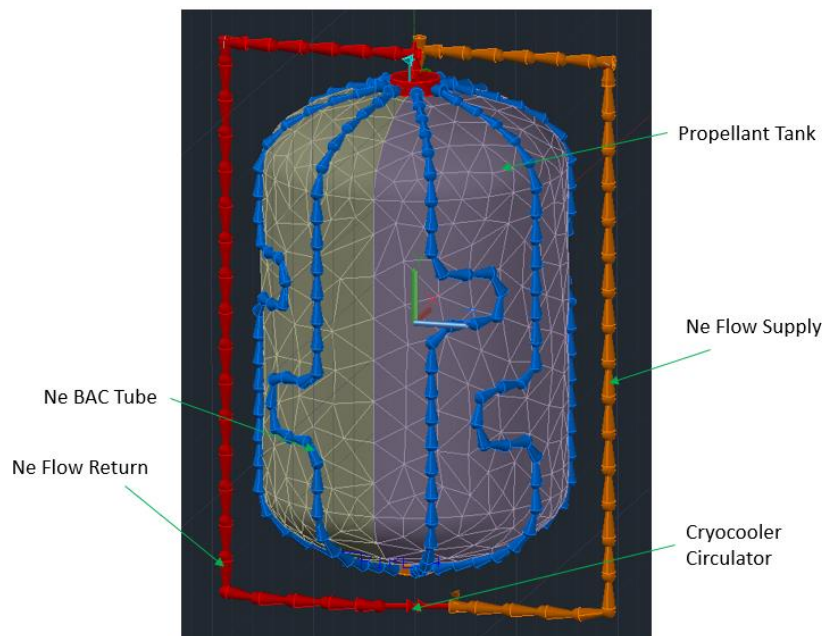 Propellant Tank
Ne Flow Supply
Ne BAC Tube
Ne Flow Return
Cryocooler
Circulator